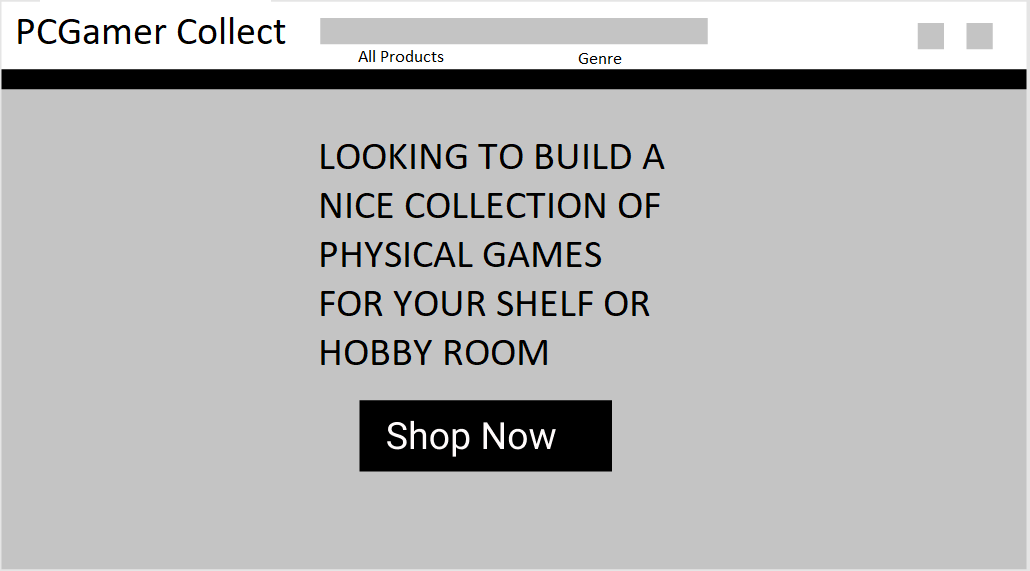 PCGamer Collect
All Products
Genre
LOOKING TO BUILD A
NICE COLLECTION OF
PHYSICAL GAMES
FOR YOUR SHELF OR
HOBBY ROOM
Shop Now